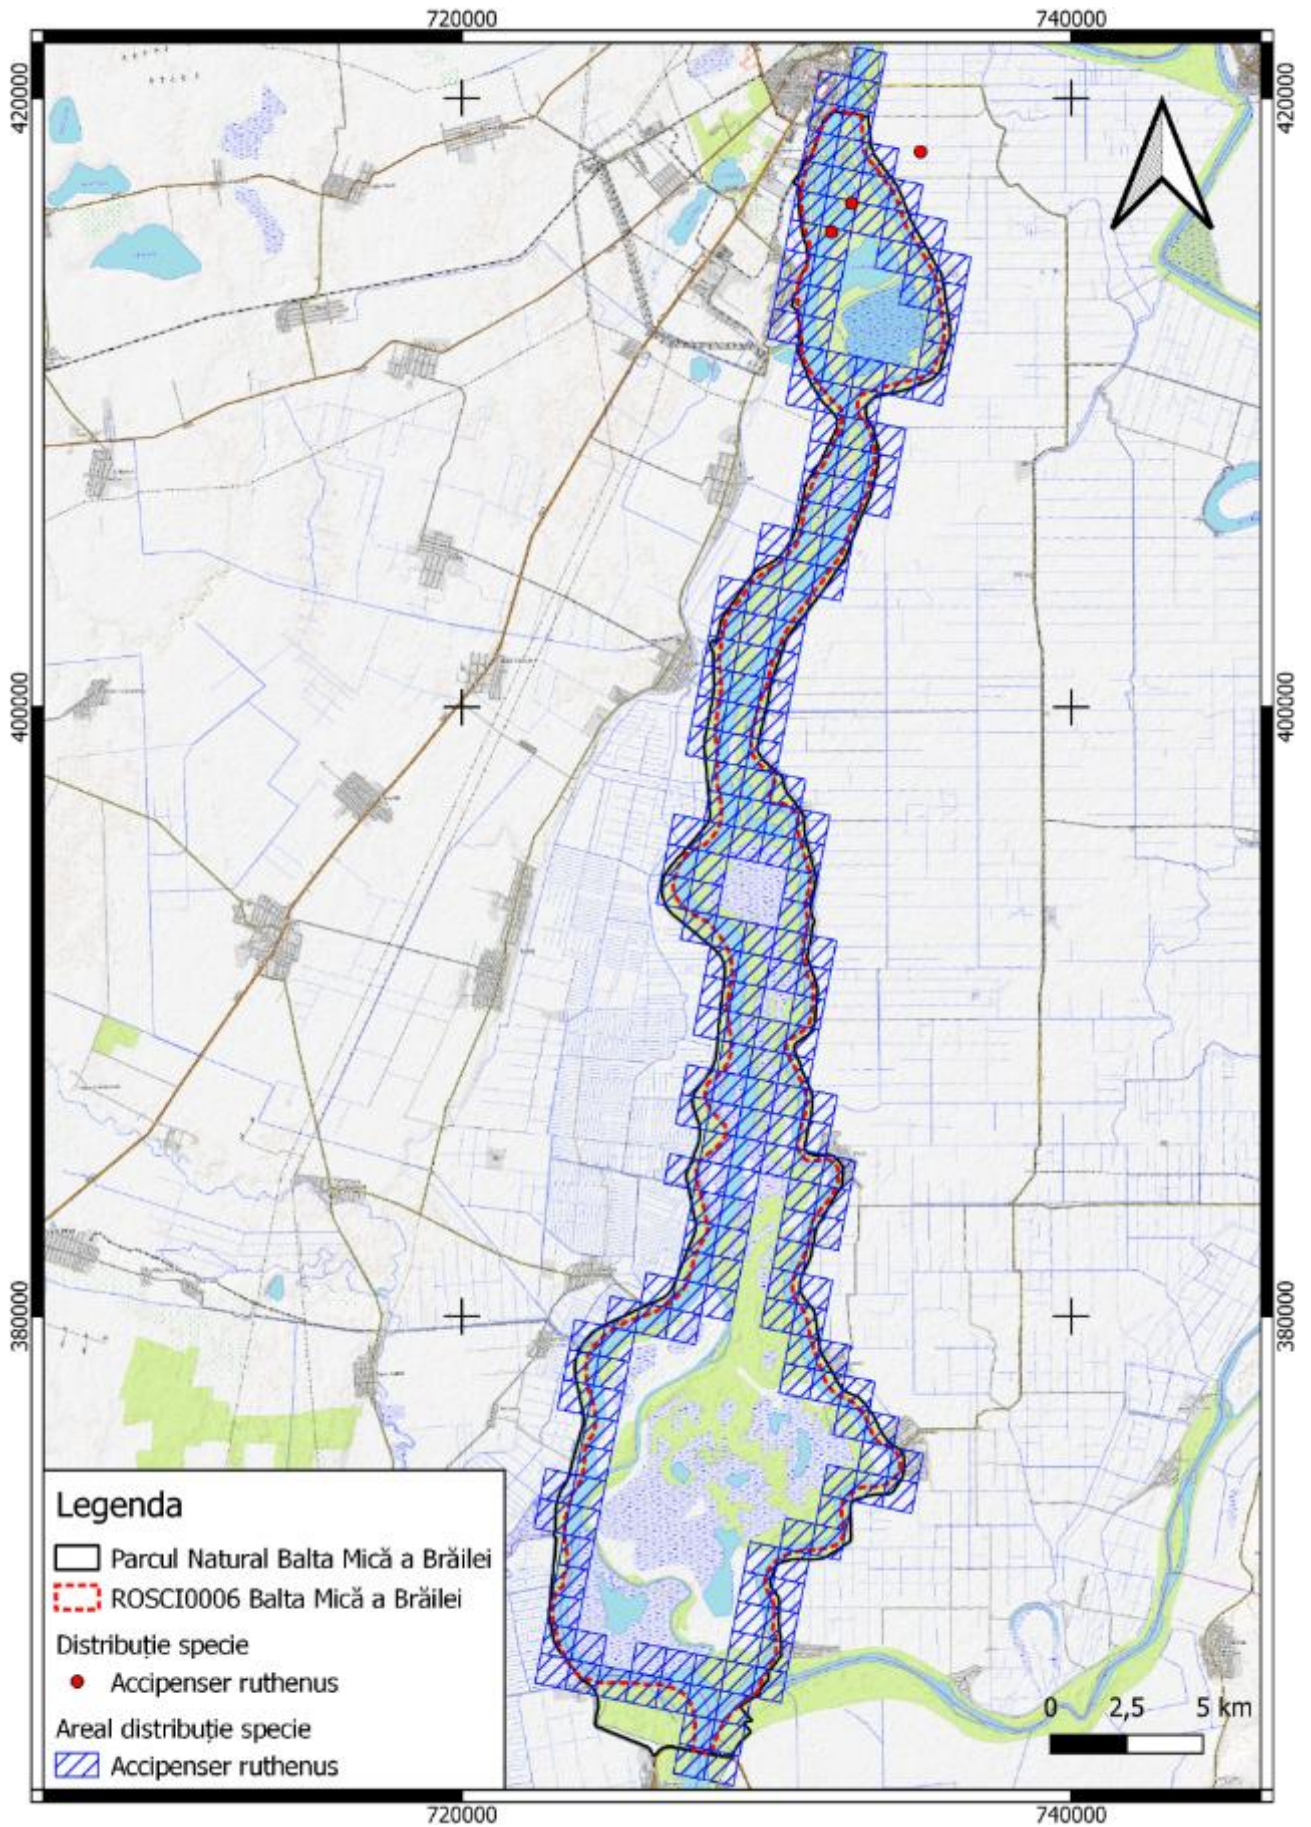 720000 740000
420000 420000
400000 400000
380000 380000
Legenda
Parcul Natural Balta Mică a Brăilei
ROSCI0006 Balta Mică a Brăilei
Distribuție specie
Accipenser ruthenus
Areal distribuție specie
Accipenser ruthenus
0 2,5 5 km
720000 740000